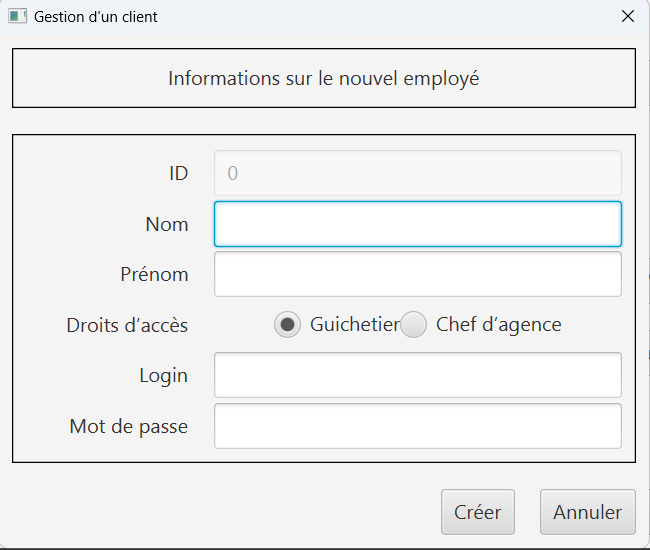 Gestion d'un client
Informations sur le nouvel employé
ID 0
Nom
Prénom
Droits d’accès Guichetier Chef d’agence
Login
Mot de passe
Créer Annuler